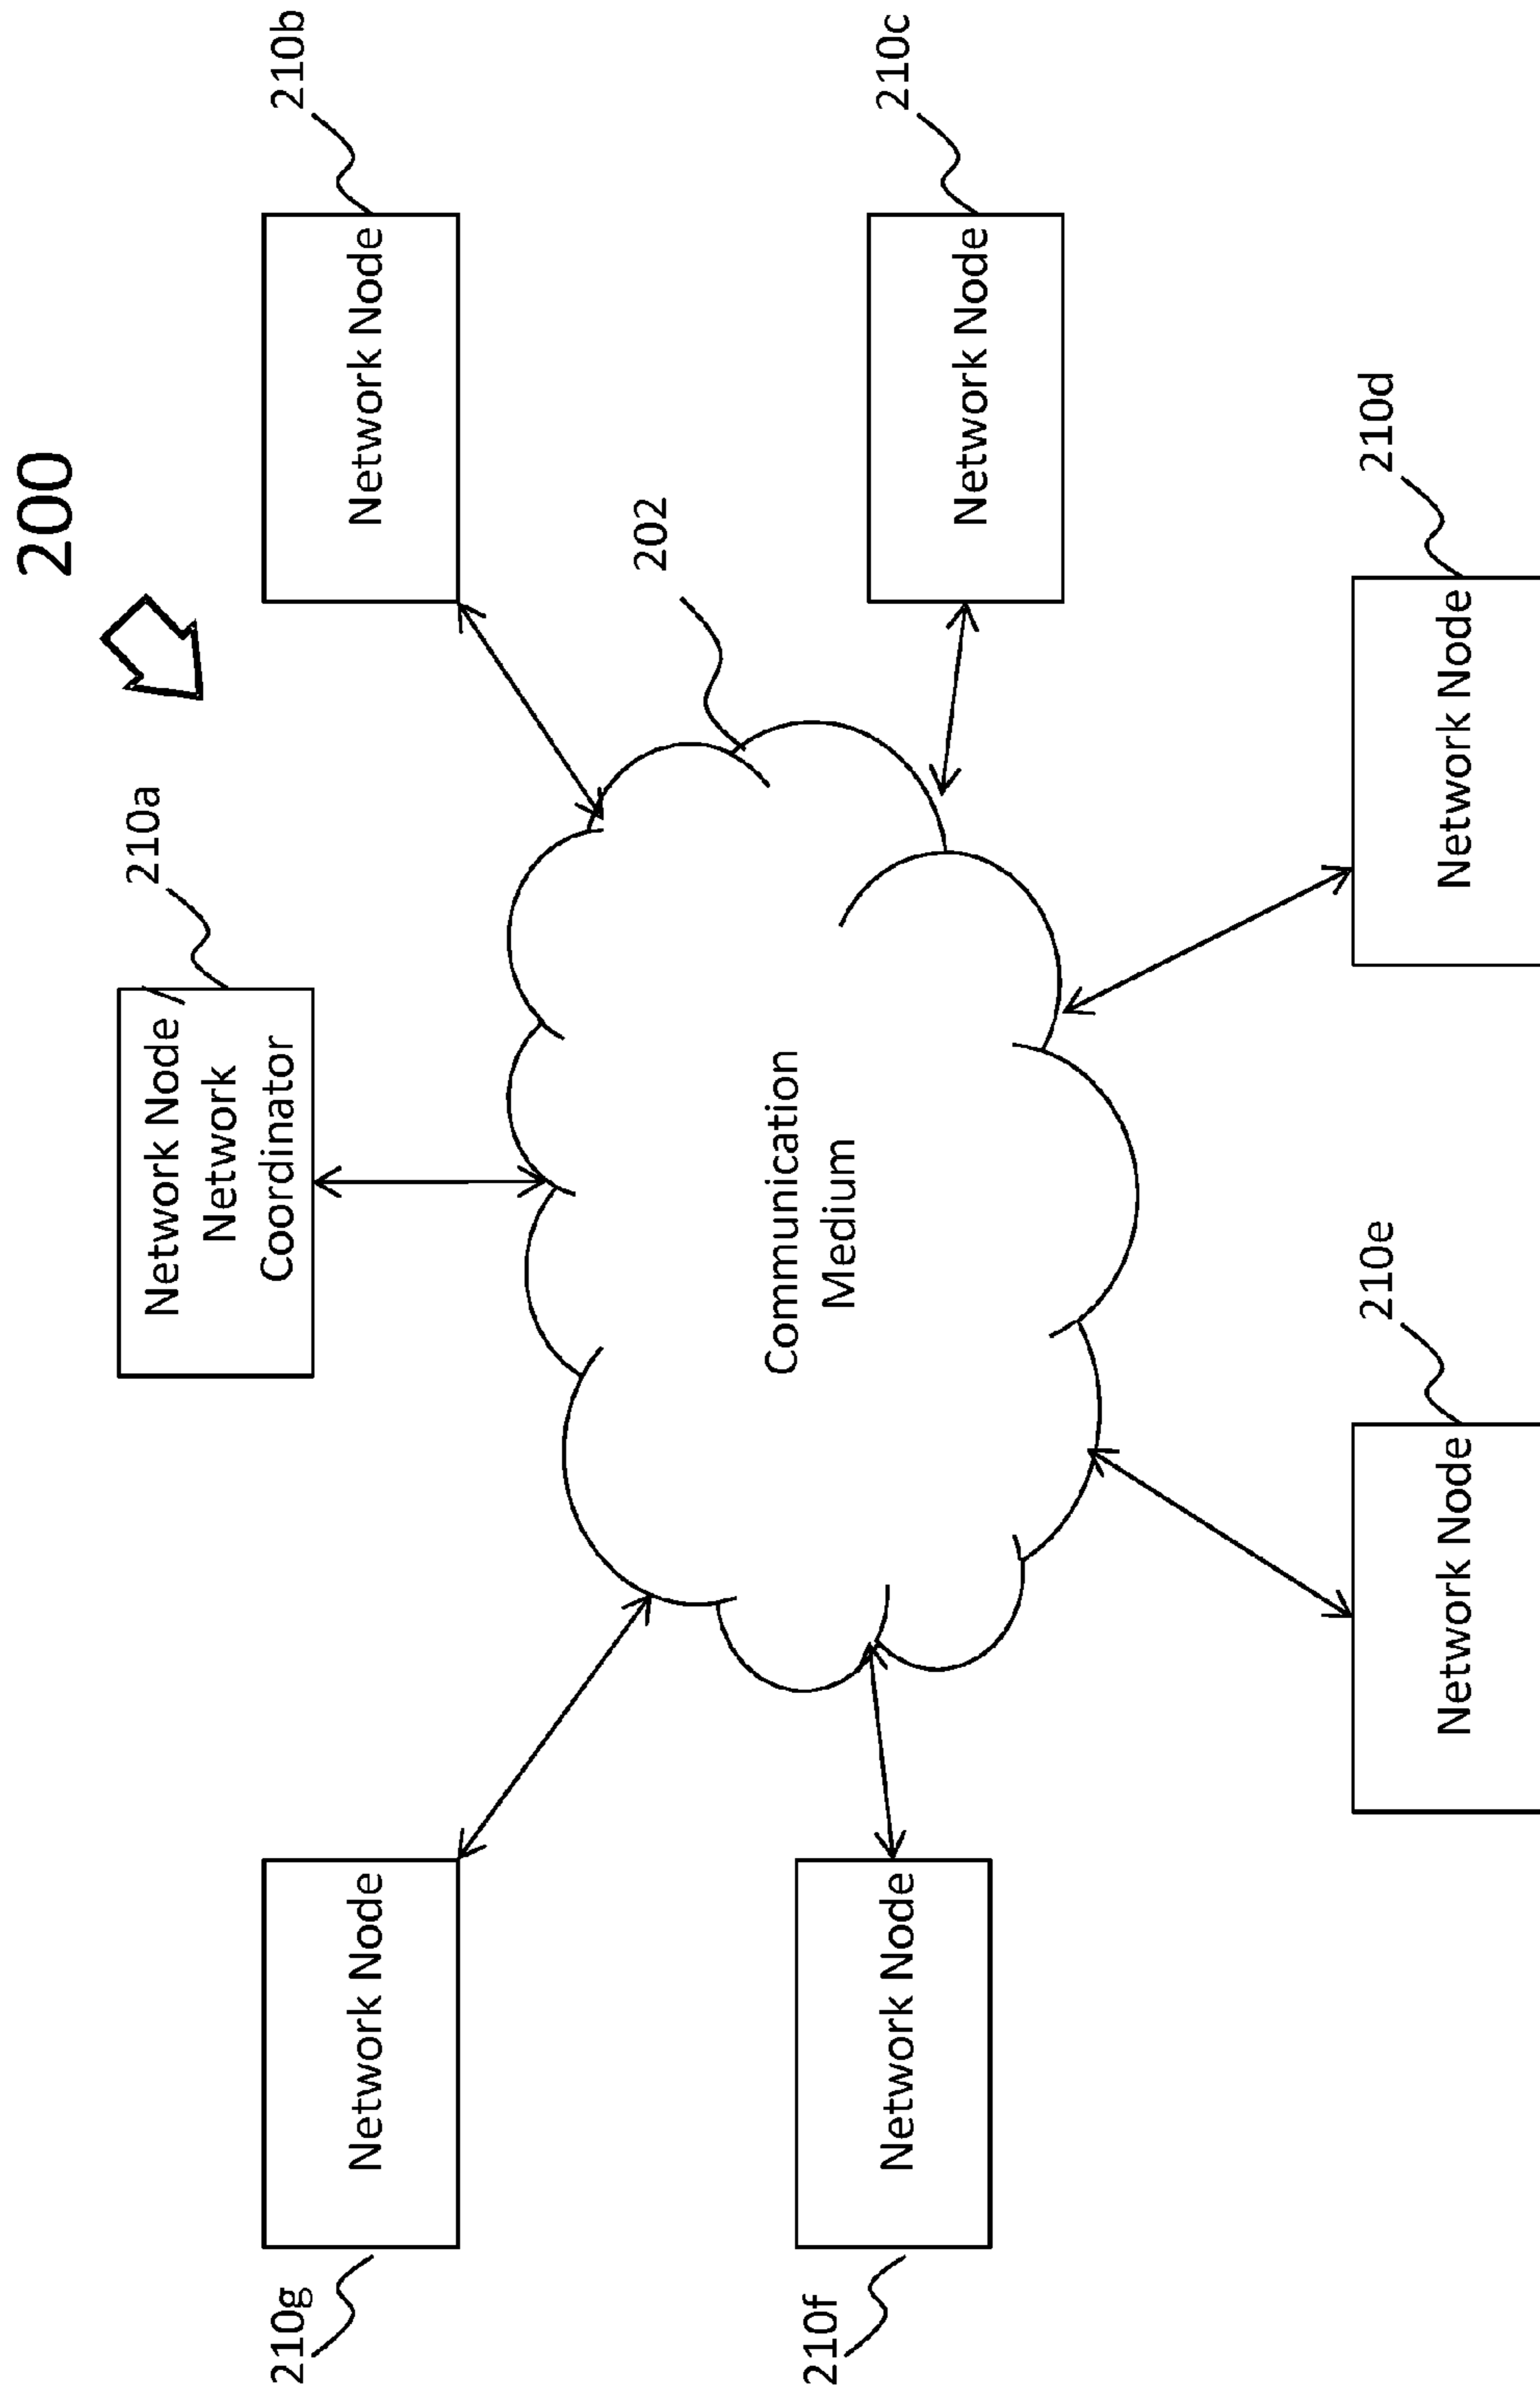 200
210a
Network Node /
Network
Coordinator
210g
Network Node
Network Node
210b
202
Communication
Medium
210f
Network Node
Network Node
210c
210e
Network Node
Network Node
210d